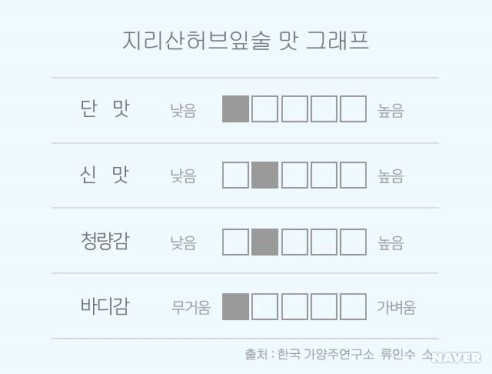 지리산허브잎술 맛 그래프
단 맛 낮음 높음
신 맛 낮음 높음
청량감 낮음 높음
바디감 무거움 가벼움
출처 : 한국 가양주연구소 류인수 소
NAVER